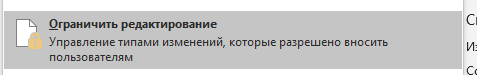 Ограничить редактирование
Управление типами изменений, которые разрешено вносить
пользователям